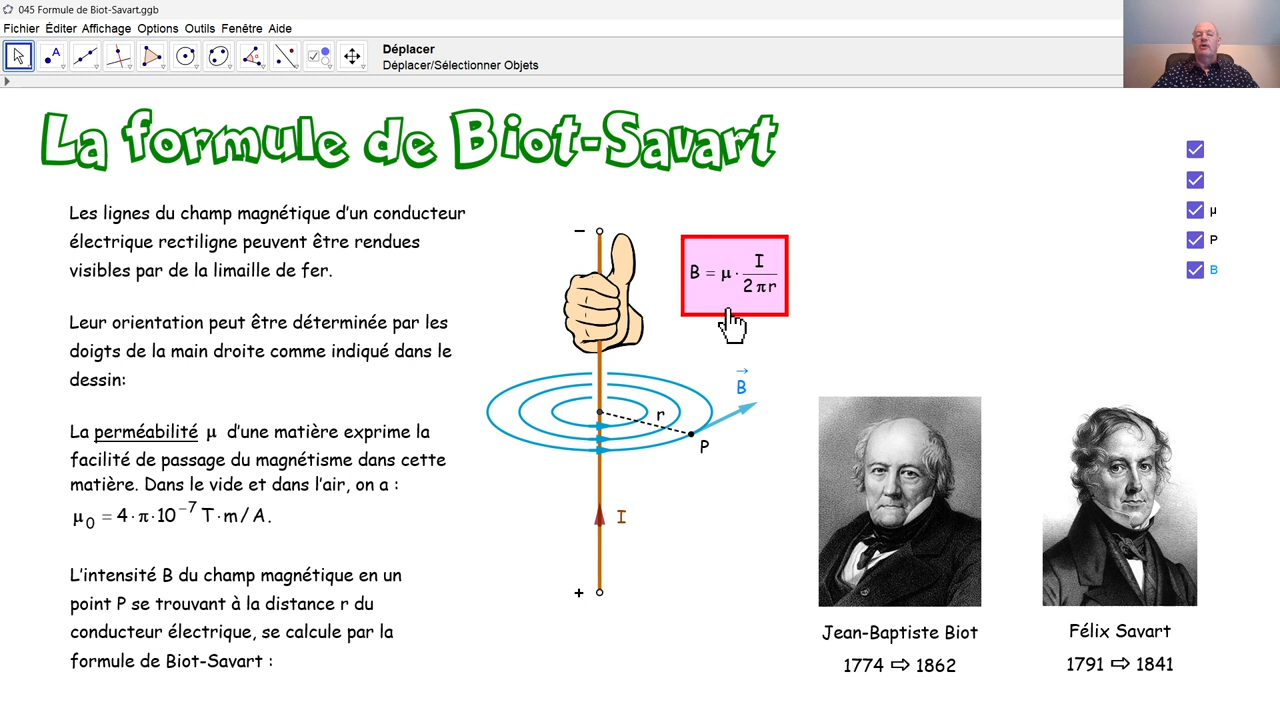 045 Formule de Biot-Savart.ggb
Fichier Éditer Affichage Options Outils Fenêtre Aide
Déplacer
Déplacer/Sélectionner Objets
La formule de Biot-Savart
Les lignes du champ magnétique d'un conducteur
électrique rectiligne peuvent être rendues
visibles par de la limaille de fer.
Leur orientation peut être déterminée par les
doigts de la main droite comme indiqué dans le
dessin:
La perméabilité μ d'une matière exprime la
facilité de passage du magnétisme dans cette
matière. Dans le vide et dans l'air, on a :
μ₀ = 4·π·10⁻⁷ T·m/A.
L'intensité B du champ magnétique en un
point P se trouvant à la distance r du
conducteur électrique, se calcule par la
formule de Biot-Savart :
−
B = μ · I / 2πr
B⃗
r
P
I
+
μ
P
B
Jean-Baptiste Biot
1774 ⇨ 1862
Félix Savart
1791 ⇨ 1841